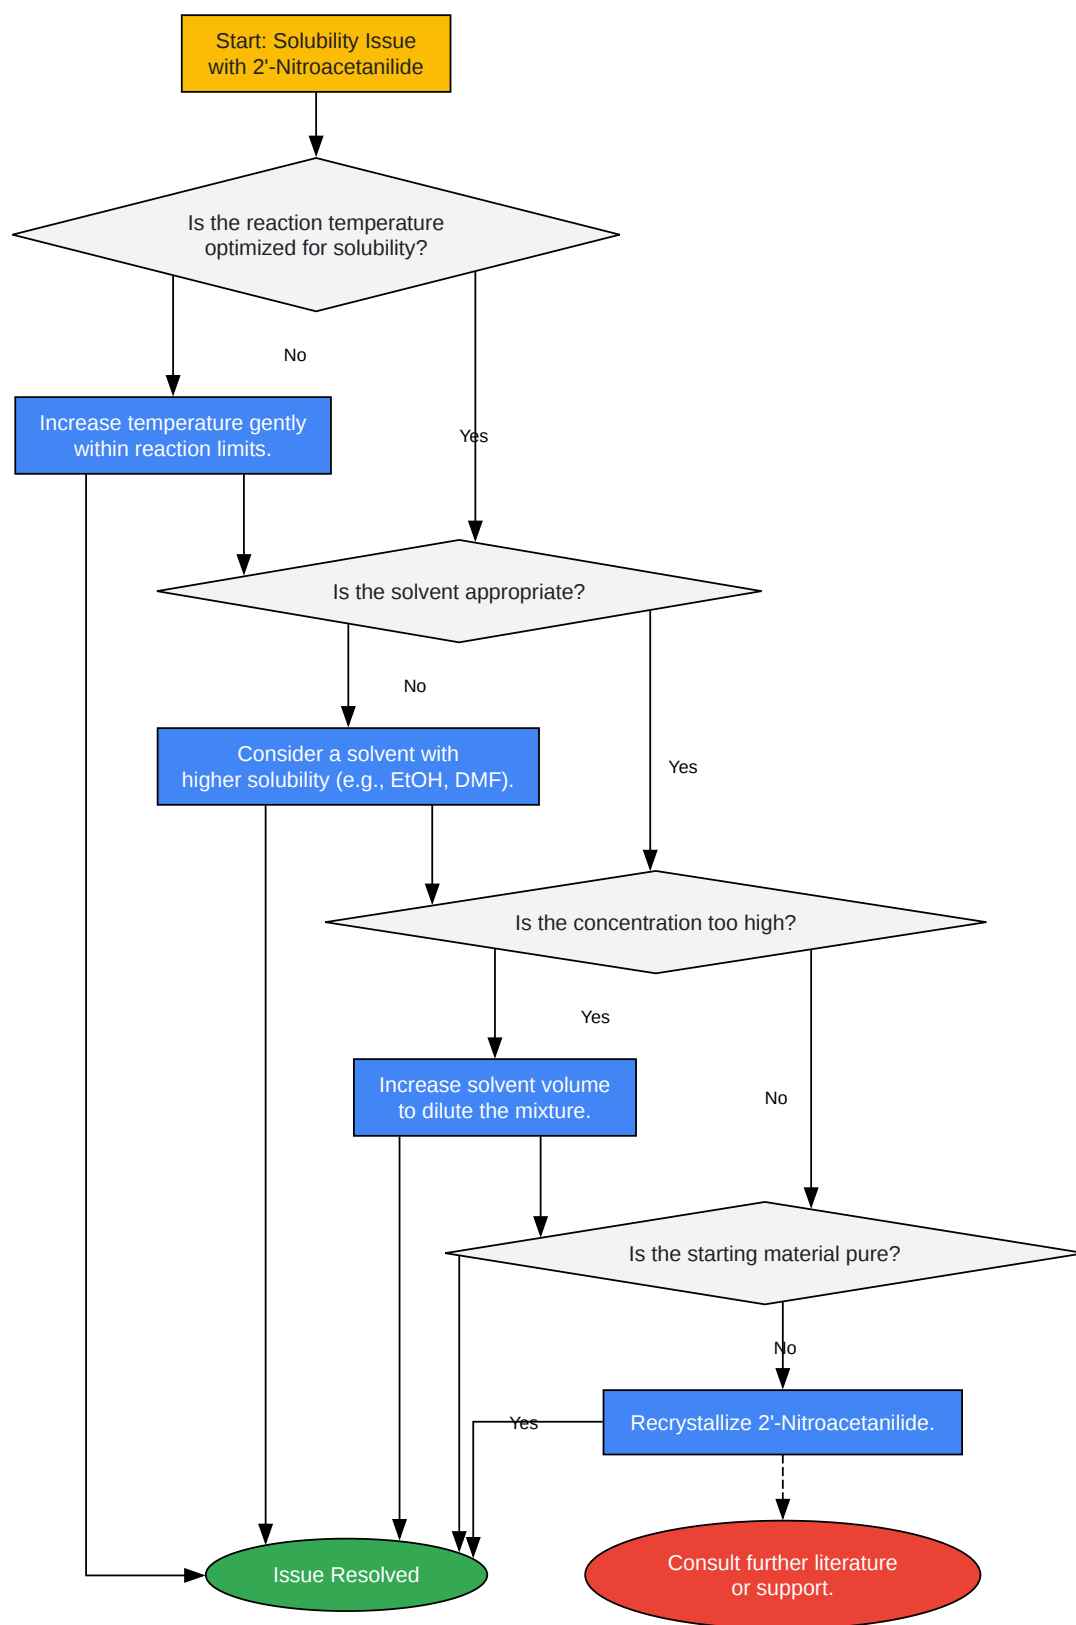 Start: Solubility Issue
with 2'-Nitroacetanilide
Is the reaction temperature
optimized for solubility?
No
Increase temperature gently
within reaction limits.
Yes
Is the solvent appropriate?
No
Consider a solvent with
higher solubility (e.g., EtOH, DMF).
Yes
Is the concentration too high?
Yes
Increase solvent volume
to dilute the mixture.
No
Is the starting material pure?
No
Recrystallize 2'-Nitroacetanilide.
Yes
Issue Resolved
Consult further literature
or support.